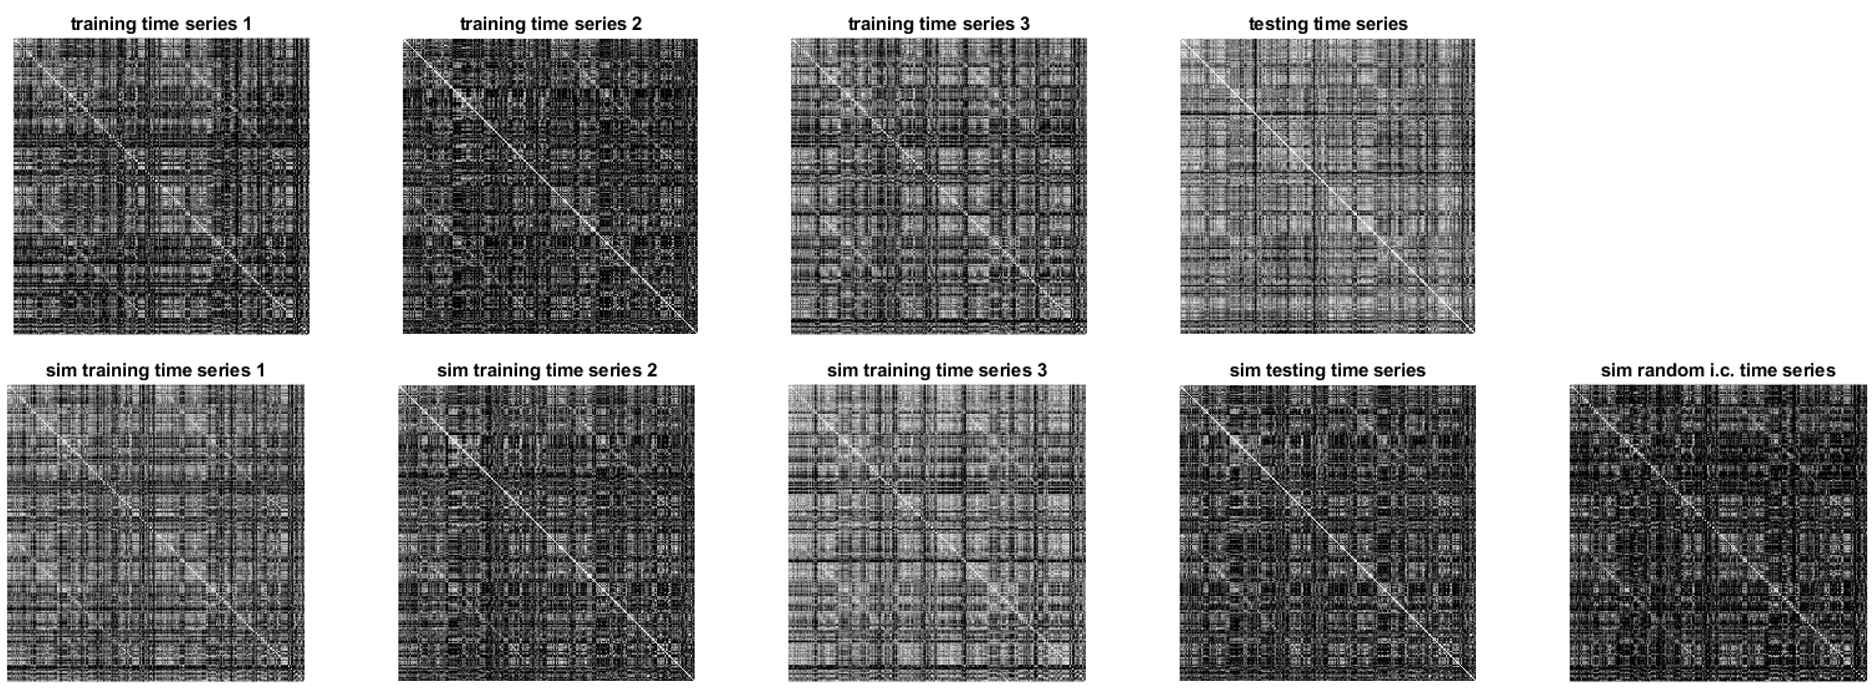 training time series 1
training time series 2
training time series 3
testing time series
sim training time series 1
sim training time series 2
sim training time series 3
sim testing time series
sim random i.c. time series